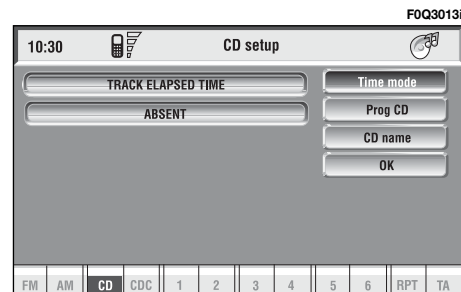 F0Q3013i
10:30 CD setup
TRACK ELAPSED TIME Time mode
ABSENT Prog CD
CD name
OK
FM AM CD CDC 1 2 3 4 5 6 RPT TA